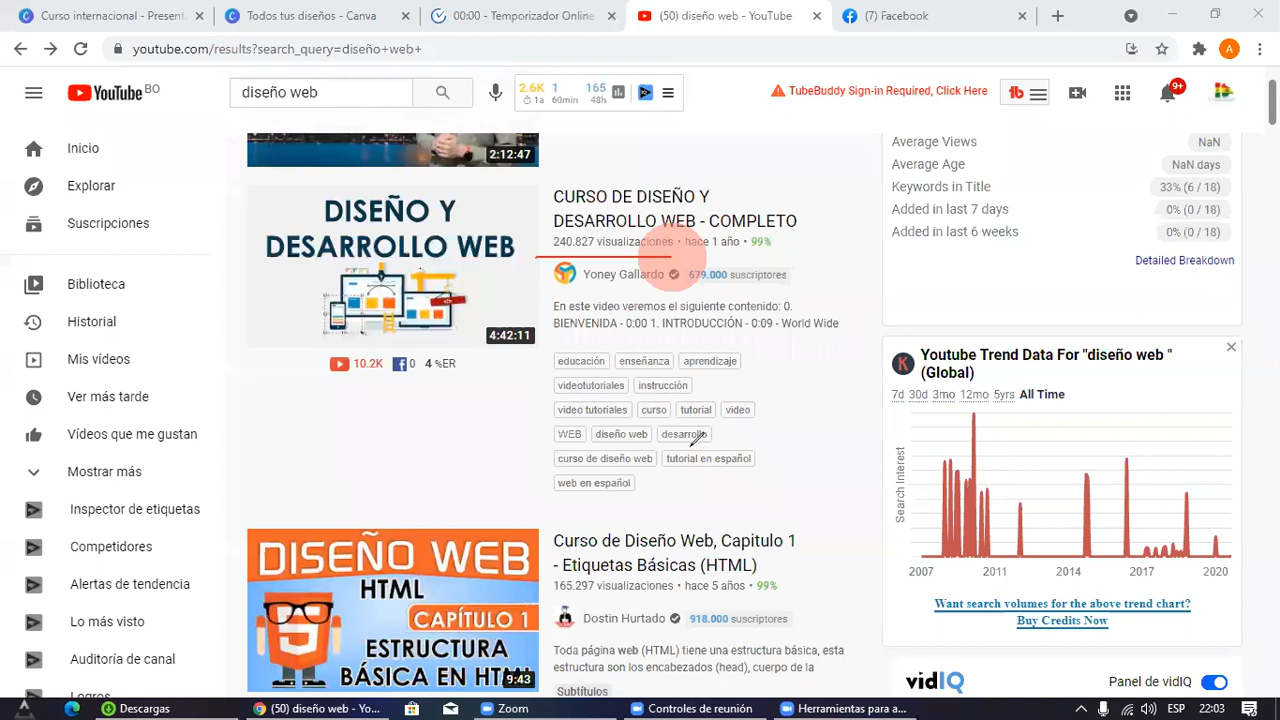 Curso internacional - Present
Todos tus diseños - Canva
00:00 - Temporizador Online
(50) diseño web - YouTube
(7) Facebook
youtube.com/results?search_query=diseño+web+
A
YouTube BO
diseño web
2.6K 1 165
1a 60min 48h
TubeBuddy Sign-in Required, Click Here
tb
9+
Inicio
Explorar
Suscripciones
Biblioteca
Historial
Mis vídeos
Ver más tarde
Vídeos que me gustan
Mostrar más
Inspector de etiquetas
Competidores
Alertas de tendencia
Lo más visto
Auditoría de canal
Logros
2:12:47
DISEÑO Y
DESARROLLO WEB
4:42:11
10.2K 0 4 %ER
CURSO DE DISEÑO Y
DESARROLLO WEB - COMPLETO
240.827 visualizaciones • hace 1 año • 99%
Yoney Gallardo 679.000 suscriptores
En este video veremos el siguiente contenido: 0.
BIENVENIDA - 0:00 1. INTRODUCCIÓN - 0:09 - World Wide
educación enseñanza aprendizaje
videotutoriales instrucción
video tutoriales curso tutorial video
WEB diseño web desarrollo
curso de diseño web tutorial en español
web en español
DISEÑO WEB
HTML
CAPÍTULO 1
ESTRUCTURA
BÁSICA EN HTML
9:43
Curso de Diseño Web, Capitulo 1
- Etiquetas Básicas (HTML)
165.297 visualizaciones • hace 5 años • 99%
Dostin Hurtado 918.000 suscriptores
Toda página web (HTML) tiene una estructura básica, esta
estructura son los encabezados (head), cuerpo de la
Subtítulos
Average Views NaN
Average Age NaN days
Keywords in Title 33% (6 / 18)
Added in last 7 days 0% (0 / 18)
Added in last 6 weeks 0% (0 / 18)
Detailed Breakdown
K
Youtube Trend Data For "diseño web "
(Global)
7d 30d 3mo 12mo 5yrs All Time
Search Interest
2007 2011 2014 2017 2020
Want search volumes for the above trend chart?
Buy Credits Now
vidIQ Panel de vidIQ
Descargas
(50) diseño web - Yo...
Zoom
Controles de reunión
Herramientas para a...
ESP 22:03